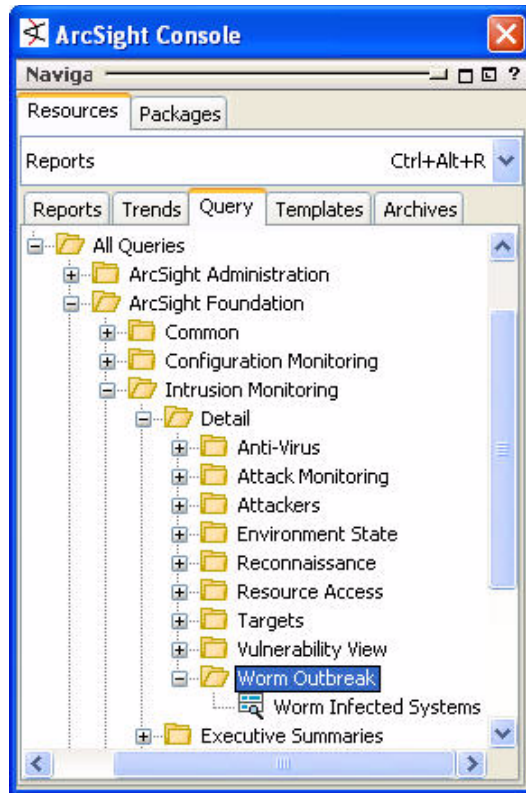 ArcSight Console
Naviga ?
Resources Packages
Reports Ctrl+Alt+R
Reports Trends Query Templates Archives
All Queries
ArcSight Administration
ArcSight Foundation
Common
Configuration Monitoring
Intrusion Monitoring
Detail
Anti-Virus
Attack Monitoring
Attackers
Environment State
Reconnaissance
Resource Access
Targets
Vulnerability View
Worm Outbreak
Worm Infected Systems
Executive Summaries